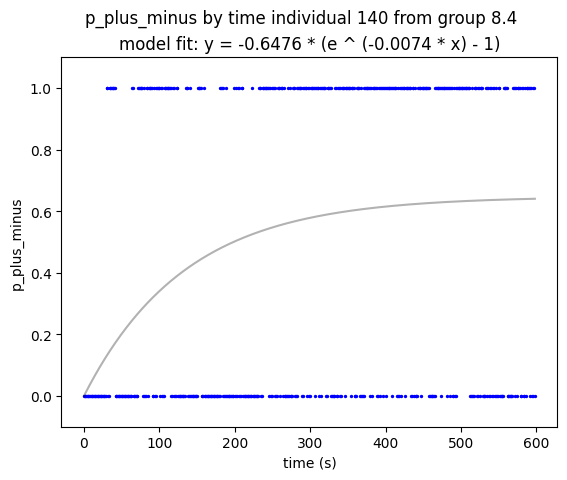 p_plus_minus by time individual 140 from group 8.4
model fit: y = -0.6476 * (e ^ (-0.0074 * x) - 1)
p_plus_minus
1.0
0.8
0.6
0.4
0.2
0.0
0 100 200 300 400 500 600
time (s)